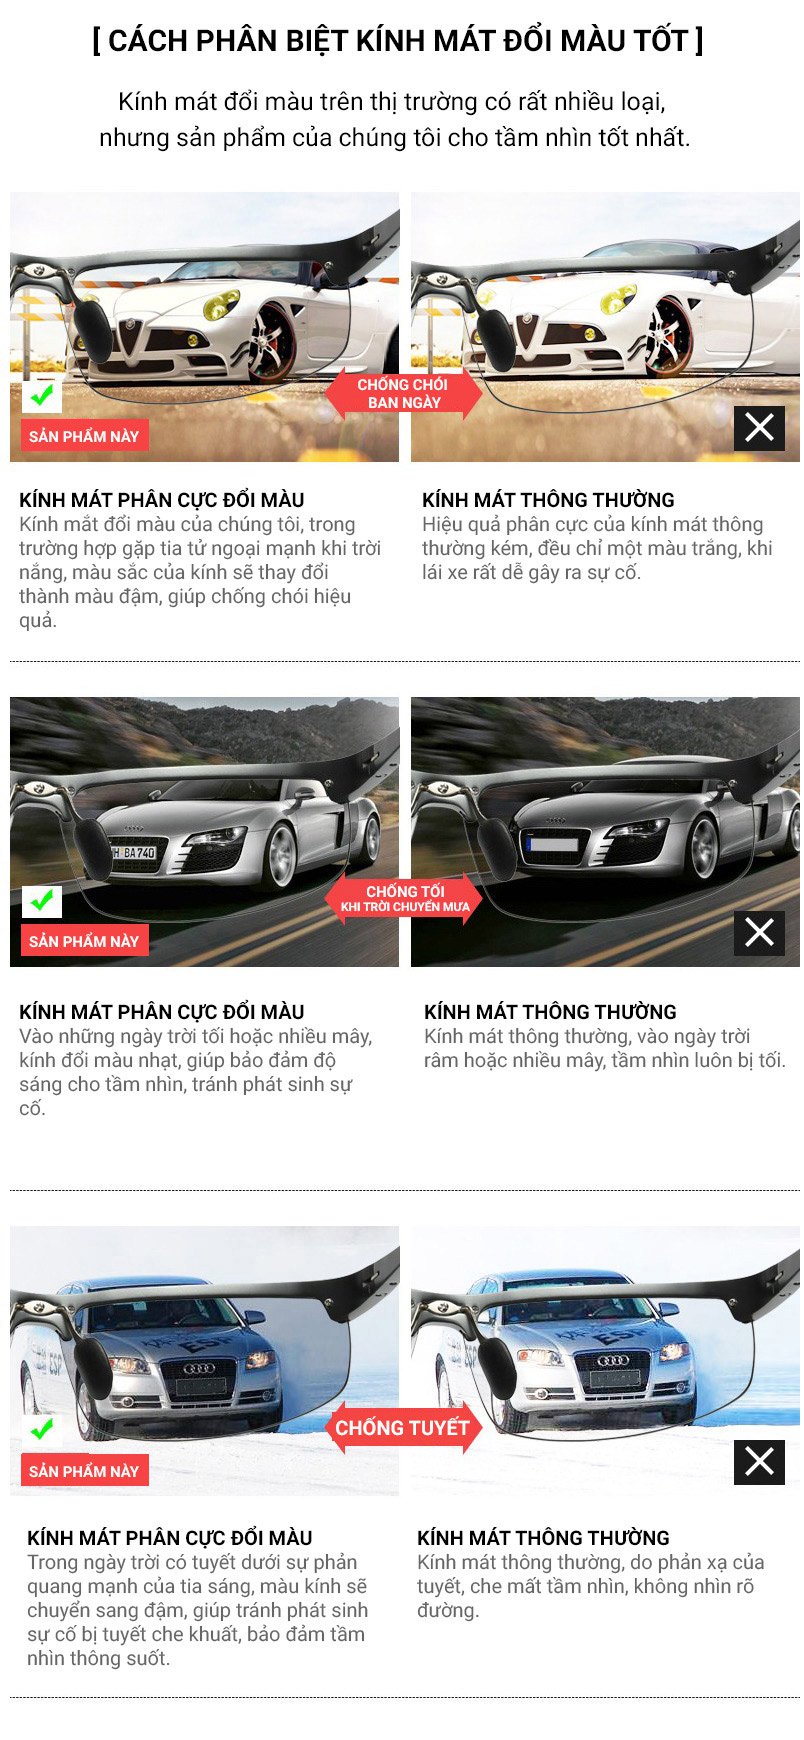 [ CÁCH PHÂN BIỆT KÍNH MÁT ĐỔI MÀU TỐT ]
Kính mát đổi màu trên thị trường có rất nhiều loại,
nhưng sản phẩm của chúng tôi cho tầm nhìn tốt nhất.
CHỐNG CHÓI
BAN NGÀY
SẢN PHẨM NÀY
KÍNH MÁT PHÂN CỰC ĐỔI MÀU
Kính mắt đổi màu của chúng tôi, trong
trường hợp gặp tia tử ngoại mạnh khi trời
nắng, màu sắc của kính sẽ thay đổi
thành màu đậm, giúp chống chói hiệu
quả.
KÍNH MÁT THÔNG THƯỜNG
Hiệu quả phân cực của kính mát thông
thường kém, đều chỉ một màu trắng, khi
lái xe rất dễ gây ra sự cố.
H BA 740
CHỐNG TỐI
KHI TRỜI CHUYỂN MƯA
SẢN PHẨM NÀY
KÍNH MÁT PHÂN CỰC ĐỔI MÀU
Vào những ngày trời tối hoặc nhiều mây,
kính đổi màu nhạt, giúp bảo đảm độ
sáng cho tầm nhìn, tránh phát sinh sự
cố.
KÍNH MÁT THÔNG THƯỜNG
Kính mát thông thường, vào ngày trời
râm hoặc nhiều mây, tầm nhìn luôn bị tối.
ESP
ESP
ESP
CHỐNG TUYẾT
SẢN PHẨM NÀY
KÍNH MÁT PHÂN CỰC ĐỔI MÀU
Trong ngày trời có tuyết dưới sự phản
quang mạnh của tia sáng, màu kính sẽ
chuyển sang đậm, giúp tránh phát sinh
sự cố bị tuyết che khuất, bảo đảm tầm
nhìn thông suốt.
KÍNH MÁT THÔNG THƯỜNG
Kính mát thông thường, do phản xạ của
tuyết, che mất tầm nhìn, không nhìn rõ
đường.